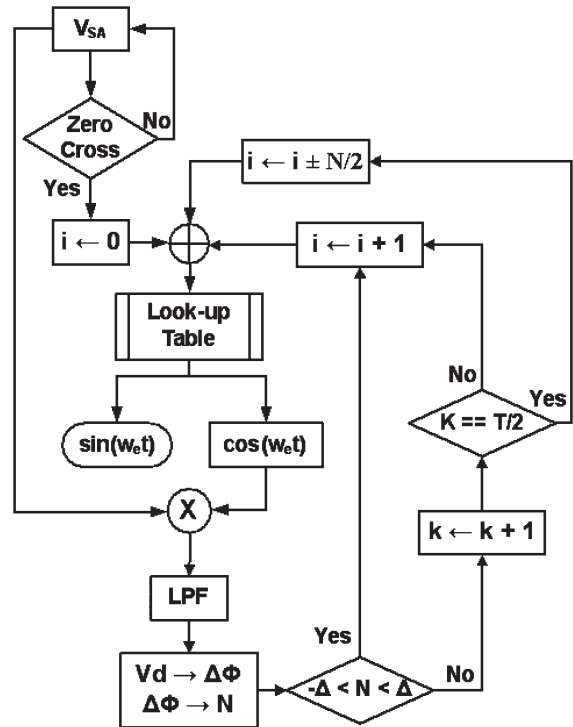 V_SA
Zero
Cross
No
Yes
i ← i ± N/2
i ← 0
i ← i + 1
Look-up
Table
No
Yes
K == T/2
sin(wₑt)
cos(wₑt)
X
k ← k + 1
LPF
Yes
Vd → ΔΦ
ΔΦ → N
-Δ < N < Δ
No